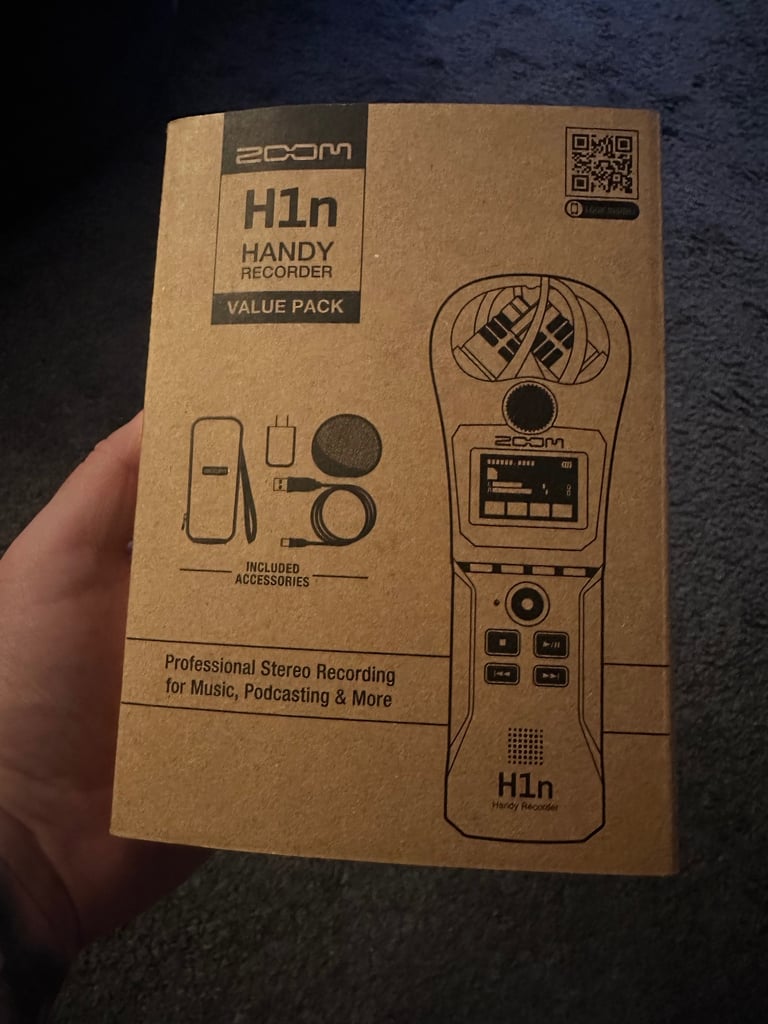 ZOOM
H1n
HANDY
RECORDER
VALUE PACK
ZOOM
ZOOM
INCLUDED
ACCESSORIES
Professional Stereo Recording
for Music, Podcasting & More
H1n
Handy Recorder